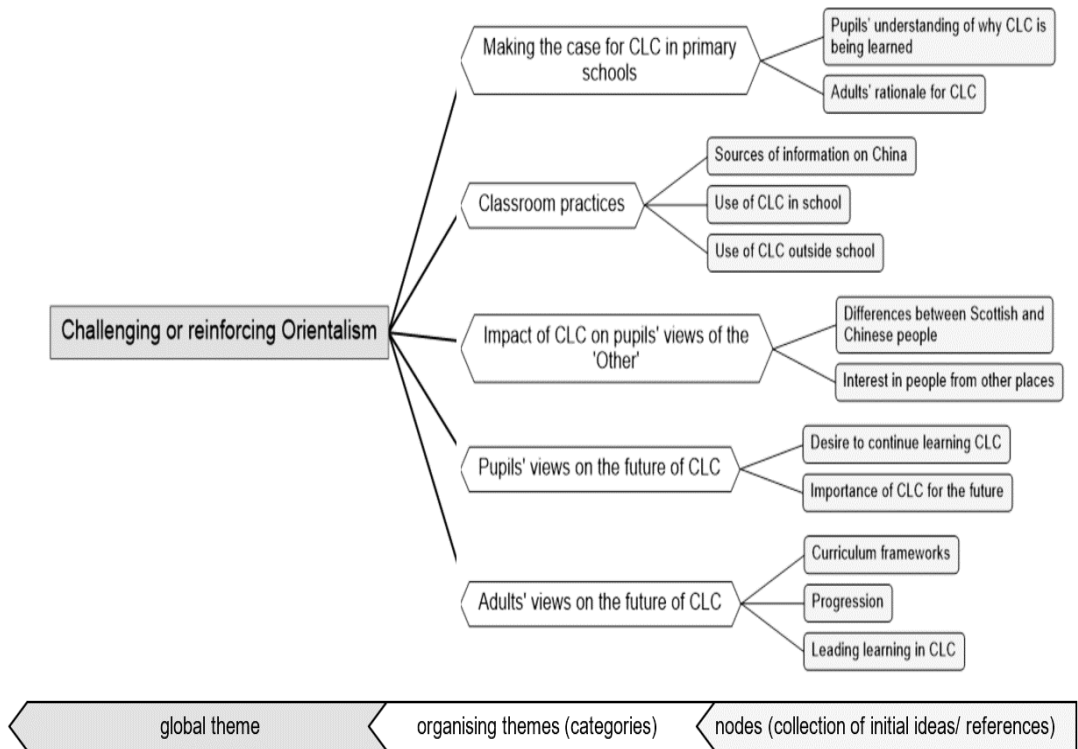 Challenging or reinforcing Orientalism
Making the case for CLC in primary
schools
Pupils' understanding of why CLC is
being learned
Adults' rationale for CLC
Classroom practices
Sources of information on China
Use of CLC in school
Use of CLC outside school
Impact of CLC on pupils' views of the
'Other'
Differences between Scottish and
Chinese people
Interest in people from other places
Pupils' views on the future of CLC
Desire to continue learning CLC
Importance of CLC for the future
Adults' views on the future of CLC
Curriculum frameworks
Progression
Leading learning in CLC
global theme
organising themes (categories)
nodes (collection of initial ideas/ references)